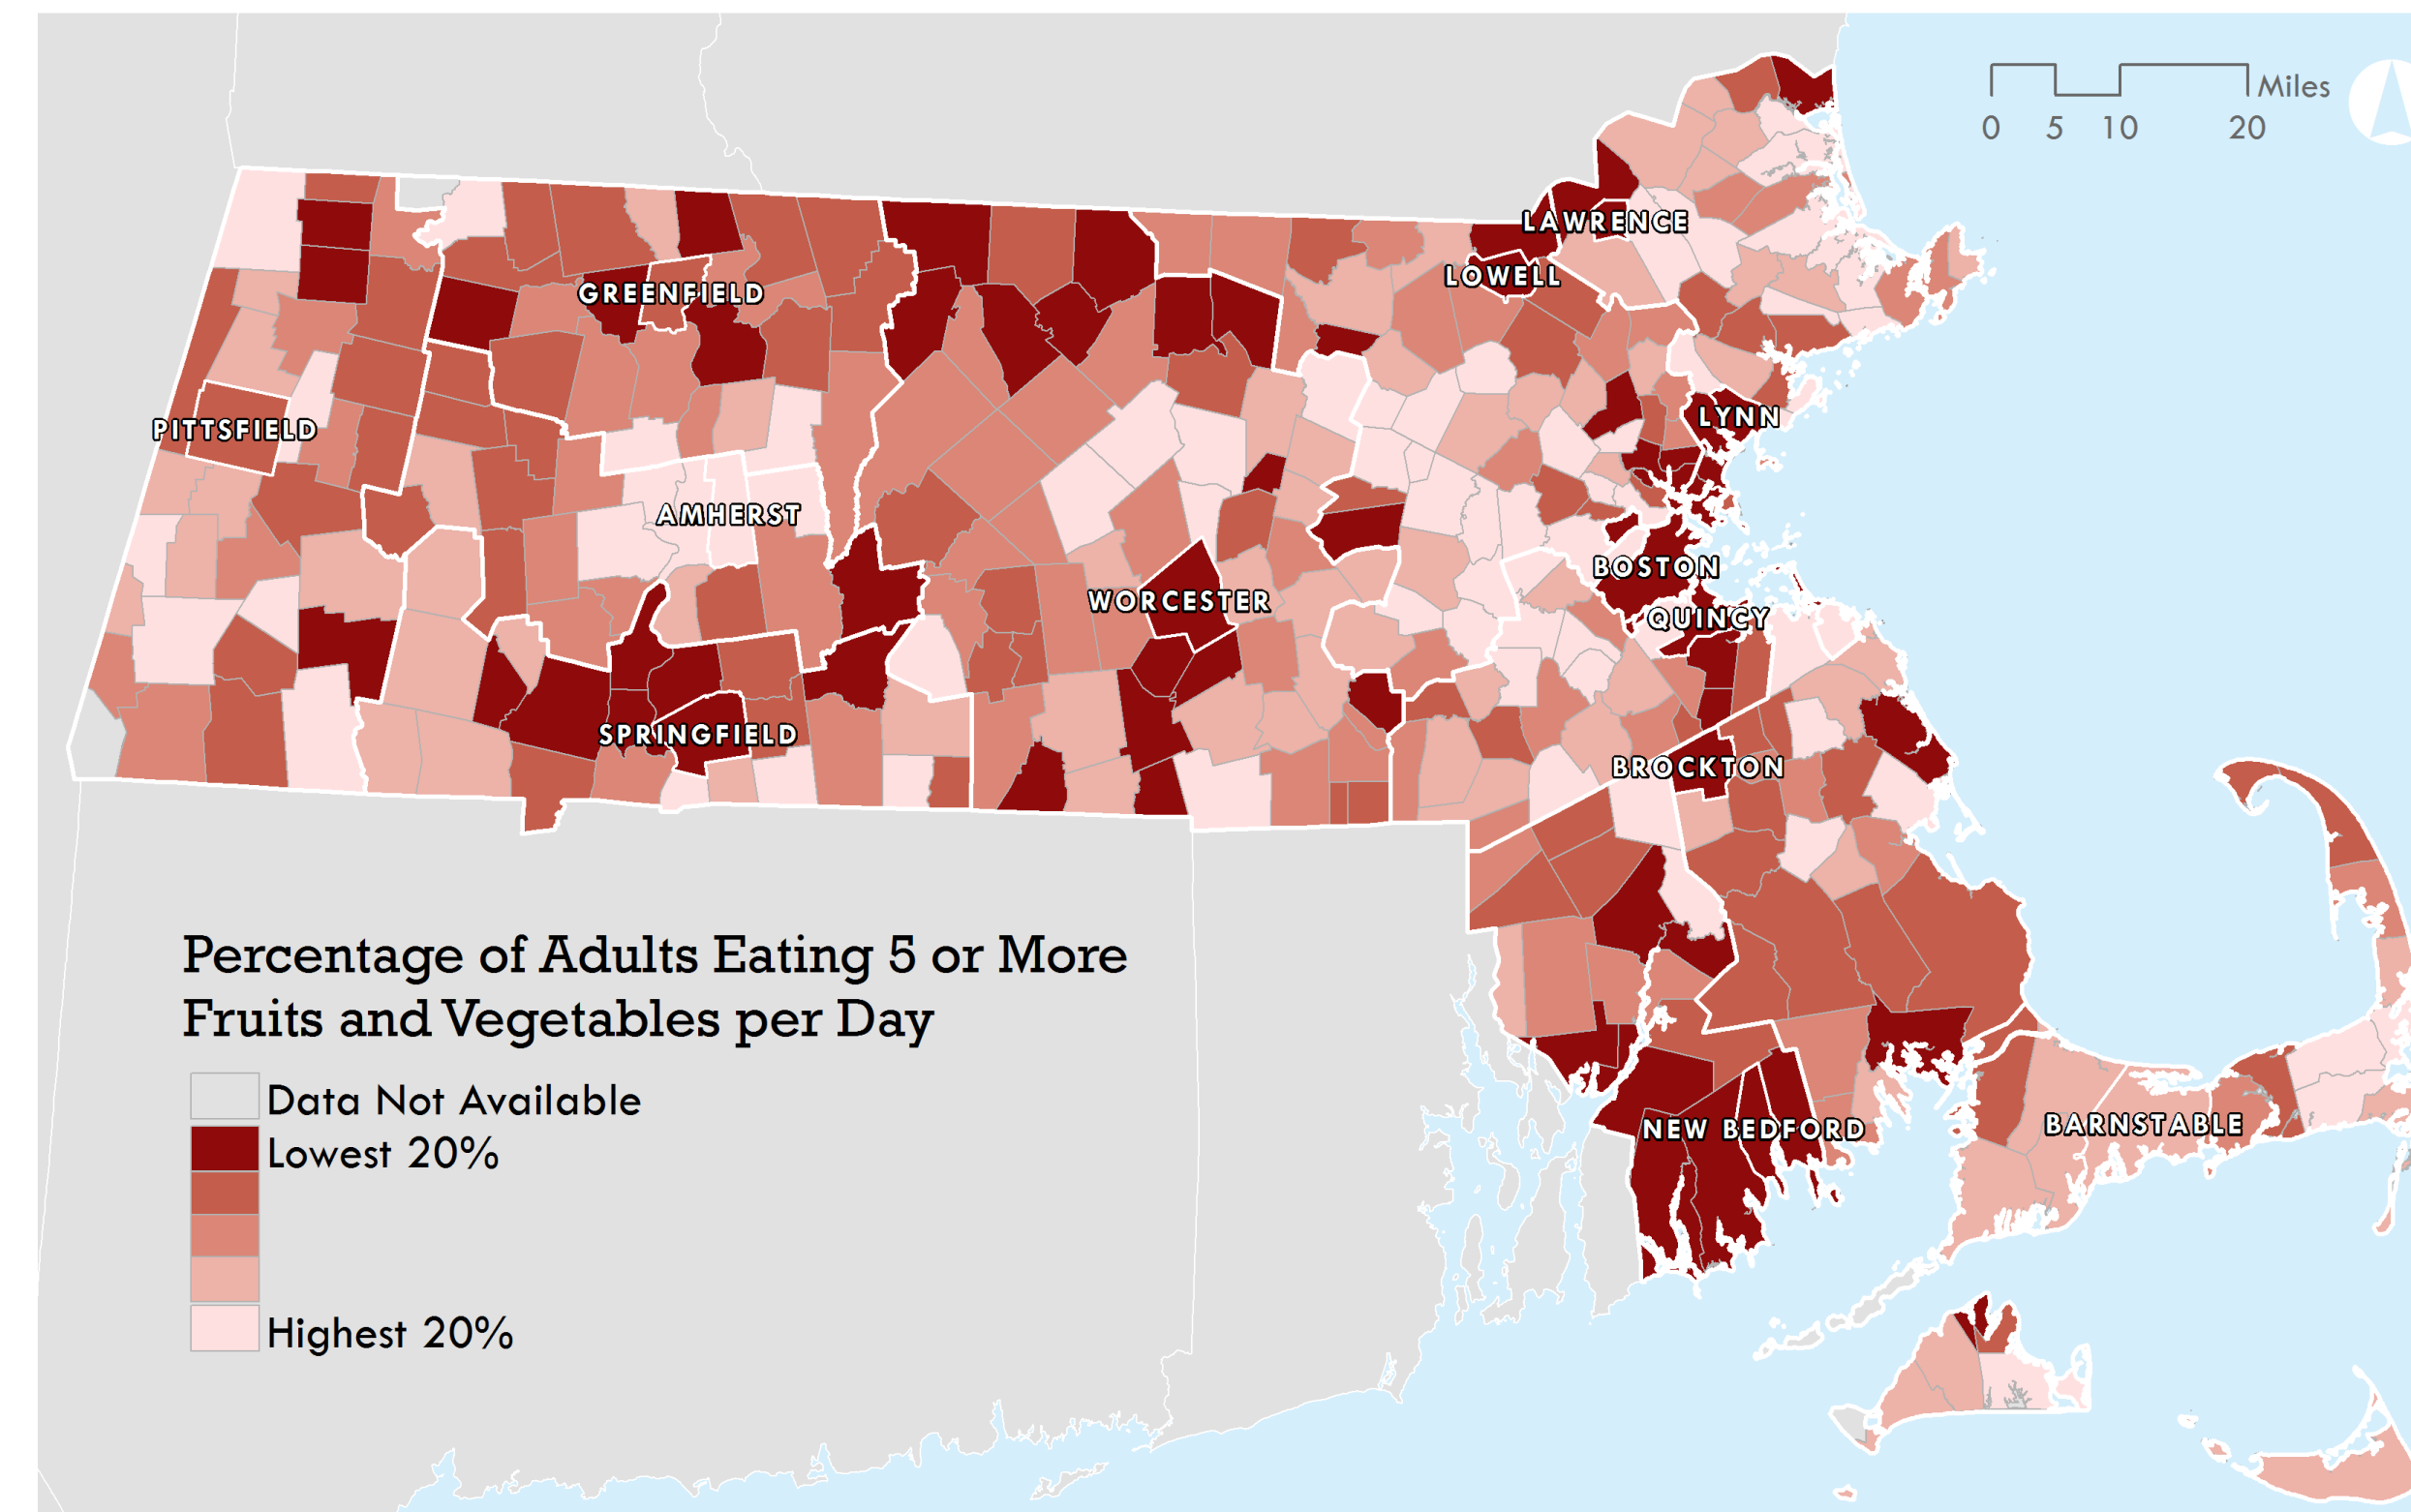 Miles
0 5 10 20
LAWRENCE
LOWELL
GREENFIELD
LYNN
PITTSFIELD
AMHERST
BOSTON
WORCESTER
QUINCY
SPRINGFIELD
BROCKTON
NEW BEDFORD
BARNSTABLE
Percentage of Adults Eating 5 or More
Fruits and Vegetables per Day
Data Not Available
Lowest 20%
Highest 20%